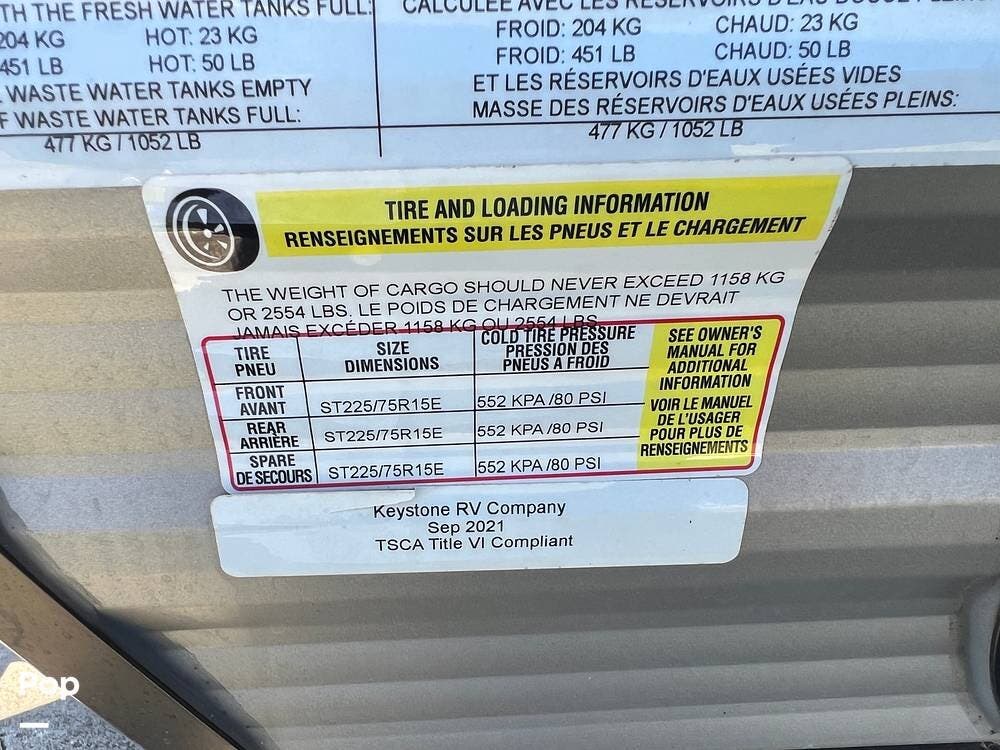 TH THE FRESH WATER TANKS FULL:
204 KG HOT: 23 KG
451 LB HOT: 50 LB
WASTE WATER TANKS EMPTY
F WASTE WATER TANKS FULL:
477 KG / 1052 LB
CALCULÉE AVEC LES RÉSERVOIRS D'EAU DOUCE PLEINS
FROID: 204 KG CHAUD: 23 KG
FROID: 451 LB CHAUD: 50 LB
ET LES RÉSERVOIRS D'EAUX USÉES VIDES
MASSE DES RÉSERVOIRS D'EAUX USÉES PLEINS:
477 KG / 1052 LB
TIRE AND LOADING INFORMATION
RENSEIGNEMENTS SUR LES PNEUS ET LE CHARGEMENT
THE WEIGHT OF CARGO SHOULD NEVER EXCEED 1158 KG
OR 2554 LBS. LE POIDS DE CHARGEMENT NE DEVRAIT
JAMAIS EXCÉDER 1158 KG OU 2554 LBS
TIRE
PNEU
SIZE
DIMENSIONS
COLD TIRE PRESSURE
PRESSION DES
PNEUS A FROID
SEE OWNER'S
MANUAL FOR
ADDITIONAL
INFORMATION
VOIR LE MANUEL
DE L'USAGER
POUR PLUS DE
RENSEIGNEMENTS
FRONT
AVANT
ST225/75R15E
552 KPA /80 PSI
REAR
ARRIÈRE
ST225/75R15E
552 KPA /80 PSI
SPARE
DE SECOURS
ST225/75R15E
552 KPA /80 PSI
Keystone RV Company
Sep 2021
TSCA Title VI Compliant
Pop